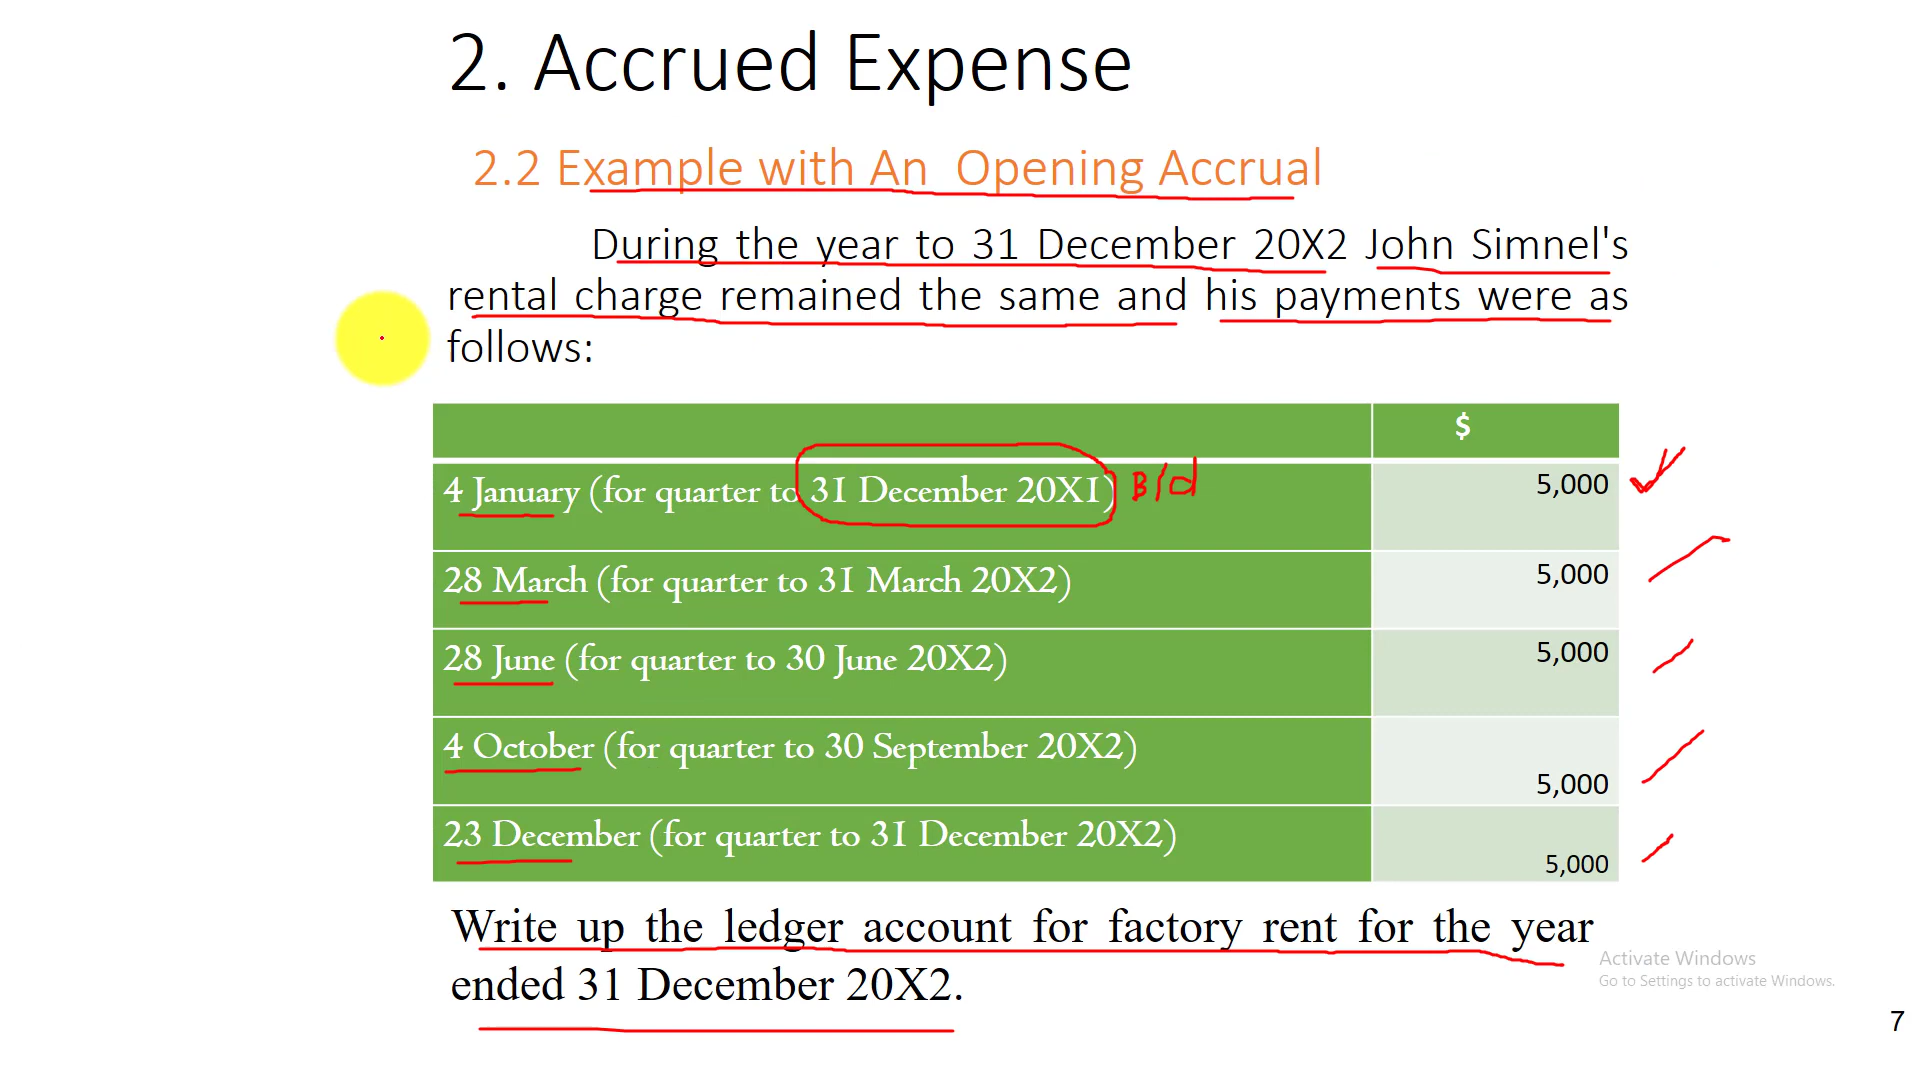 2. Accrued Expense
2.2 Example with An Opening Accrual
During the year to 31 December 20X2 John Simnel's
rental charge remained the same and his payments were as
follows:
$
4 January (for quarter to 31 December 20X1) B/d 5,000
28 March (for quarter to 31 March 20X2) 5,000
28 June (for quarter to 30 June 20X2) 5,000
4 October (for quarter to 30 September 20X2) 5,000
23 December (for quarter to 31 December 20X2) 5,000
Write up the ledger account for factory rent for the year
ended 31 December 20X2.
Activate Windows
Go to Settings to activate Windows.
7